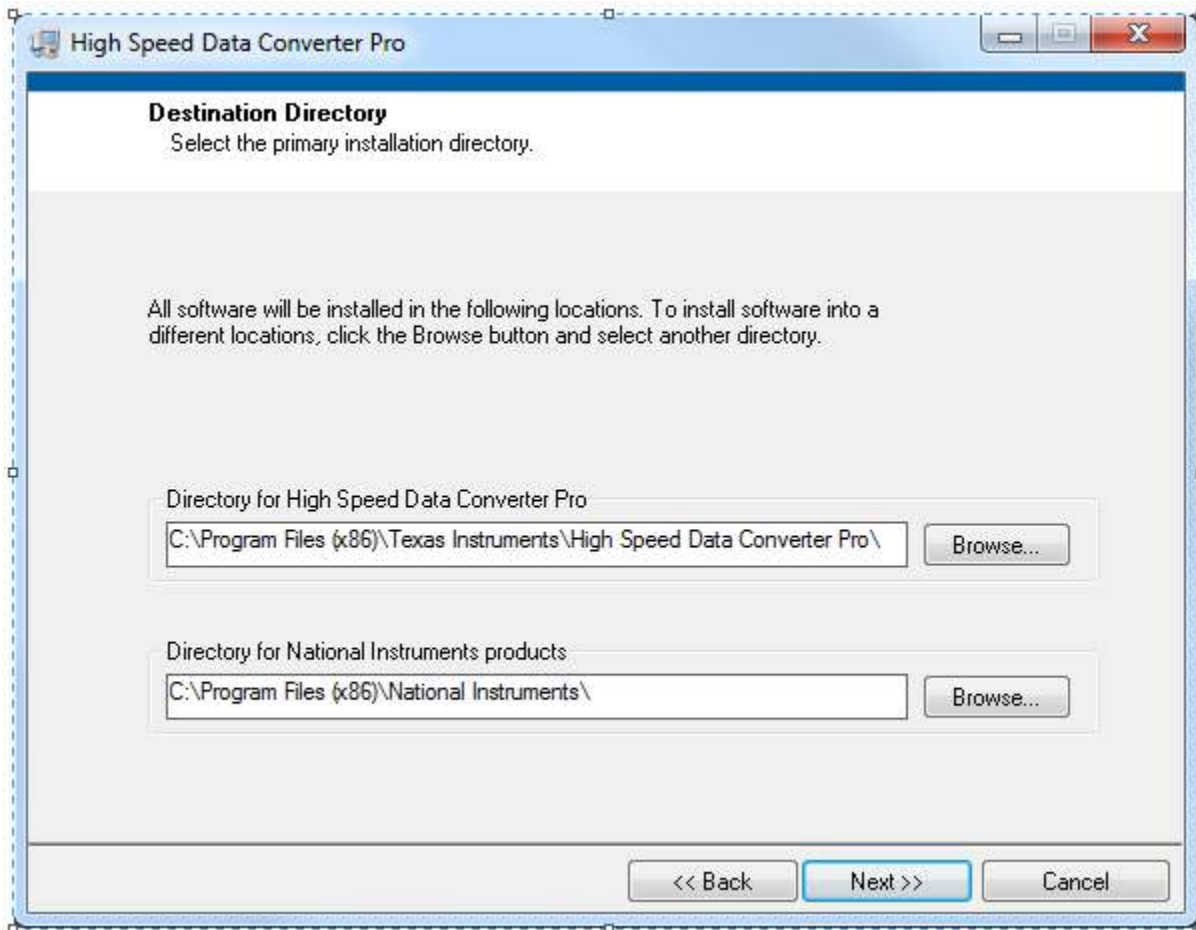 High Speed Data Converter Pro
Destination Directory
Select the primary installation directory.
All software will be installed in the following locations. To install software into a
different locations, click the Browse button and select another directory.
Directory for High Speed Data Converter Pro
C:\Program Files (x86)\Texas Instruments\High Speed Data Converter Pro\
Browse...
Directory for National Instruments products
C:\Program Files (x86)\National Instruments\
Browse...
<< Back Next >> Cancel